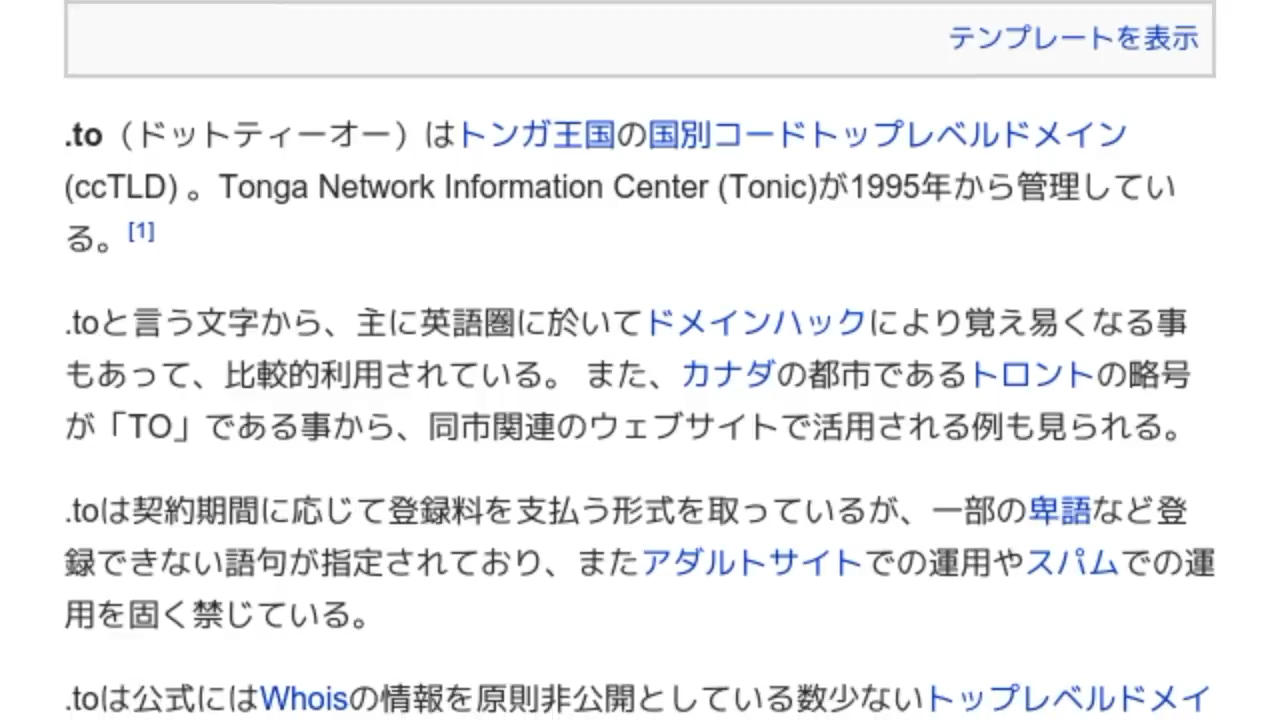 テンプレートを表示
.to（ドットティーオー）はトンガ王国の国別コードトップレベルドメイン
(ccTLD) 。Tonga Network Information Center (Tonic)が1995年から管理してい
る。[1]
.toと言う文字から、主に英語圏に於いてドメインハックにより覚え易くなる事
もあって、比較的利用されている。 また、カナダの都市であるトロントの略号
が「TO」である事から、同市関連のウェブサイトで活用される例も見られる。
.toは契約期間に応じて登録料を支払う形式を取っているが、一部の卑語など登
録できない語句が指定されており、またアダルトサイトでの運用やスパムでの運
用を固く禁じている。
.toは公式にはWhoisの情報を原則非公開としている数少ないトップレベルドメイ